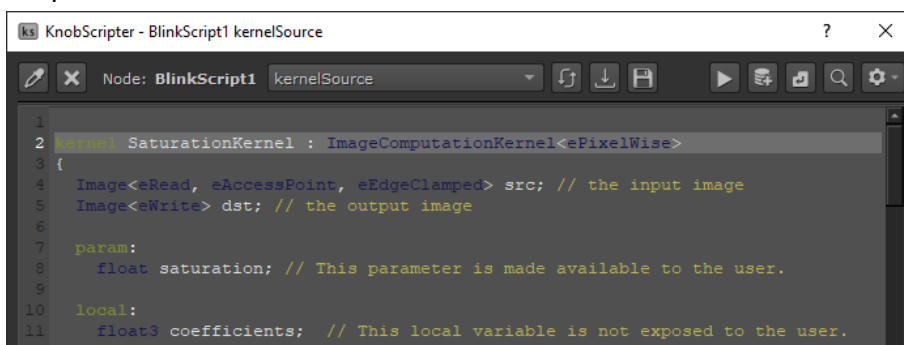 ks KnobScripter - BlinkScript1 kernelSource ? X
Node: BlinkScript1 kernelSource
1
2 kernel SaturationKernel : ImageComputationKernel<ePixelWise>
3 {
4 Image<eRead, eAccessPoint, eEdgeClamped> src; // the input image
5 Image<eWrite> dst; // the output image
6
7 param:
8 float saturation; // This parameter is made available to the user.
9
10 local:
11 float3 coefficients; // This local variable is not exposed to the user.